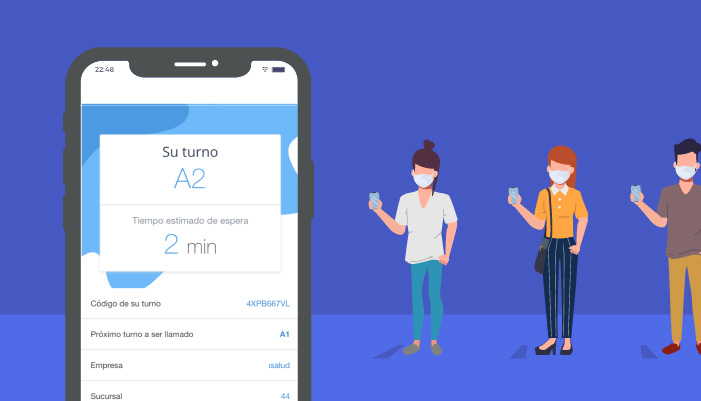 22:48
Su turno
A2
Tiempo estimado de espera
2 min
Código de su turno 4XPB667VL
Próximo turno a ser llamado A1
Empresa isalud
Sucursal 44